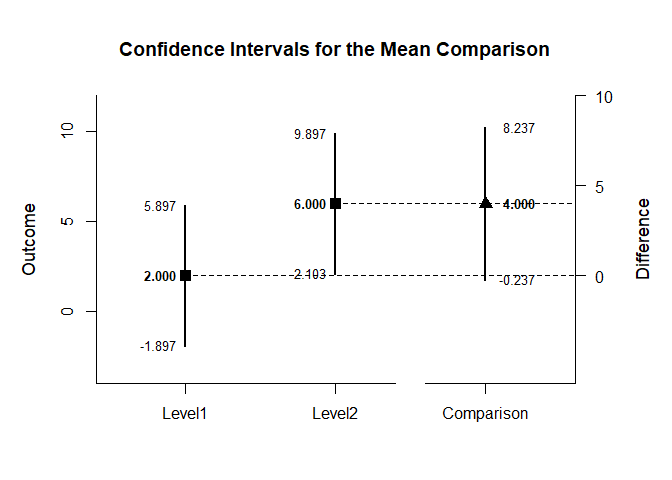 Confidence Intervals for the Mean Comparison
Outcome
10
5
0
5.897
2.000
-1.897
9.897
6.000
2.103
8.237
4.000
-0.237
10
5
0
Difference
Level1
Level2
Comparison